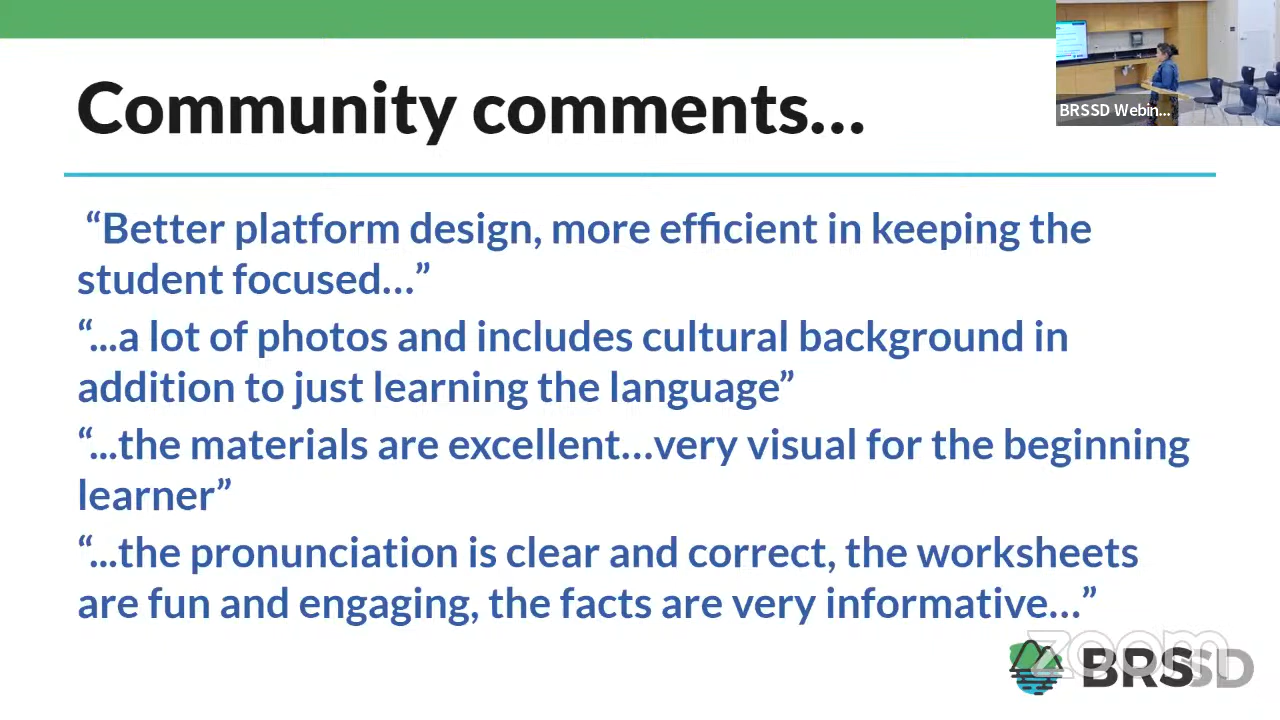 Community comments...
BRSSD Webin...
“Better platform design, more efficient in keeping the
student focused...”
“...a lot of photos and includes cultural background in
addition to just learning the language”
“...the materials are excellent...very visual for the beginning
learner”
“...the pronunciation is clear and correct, the worksheets
are fun and engaging, the facts are very informative...”
zoom
BRSSD